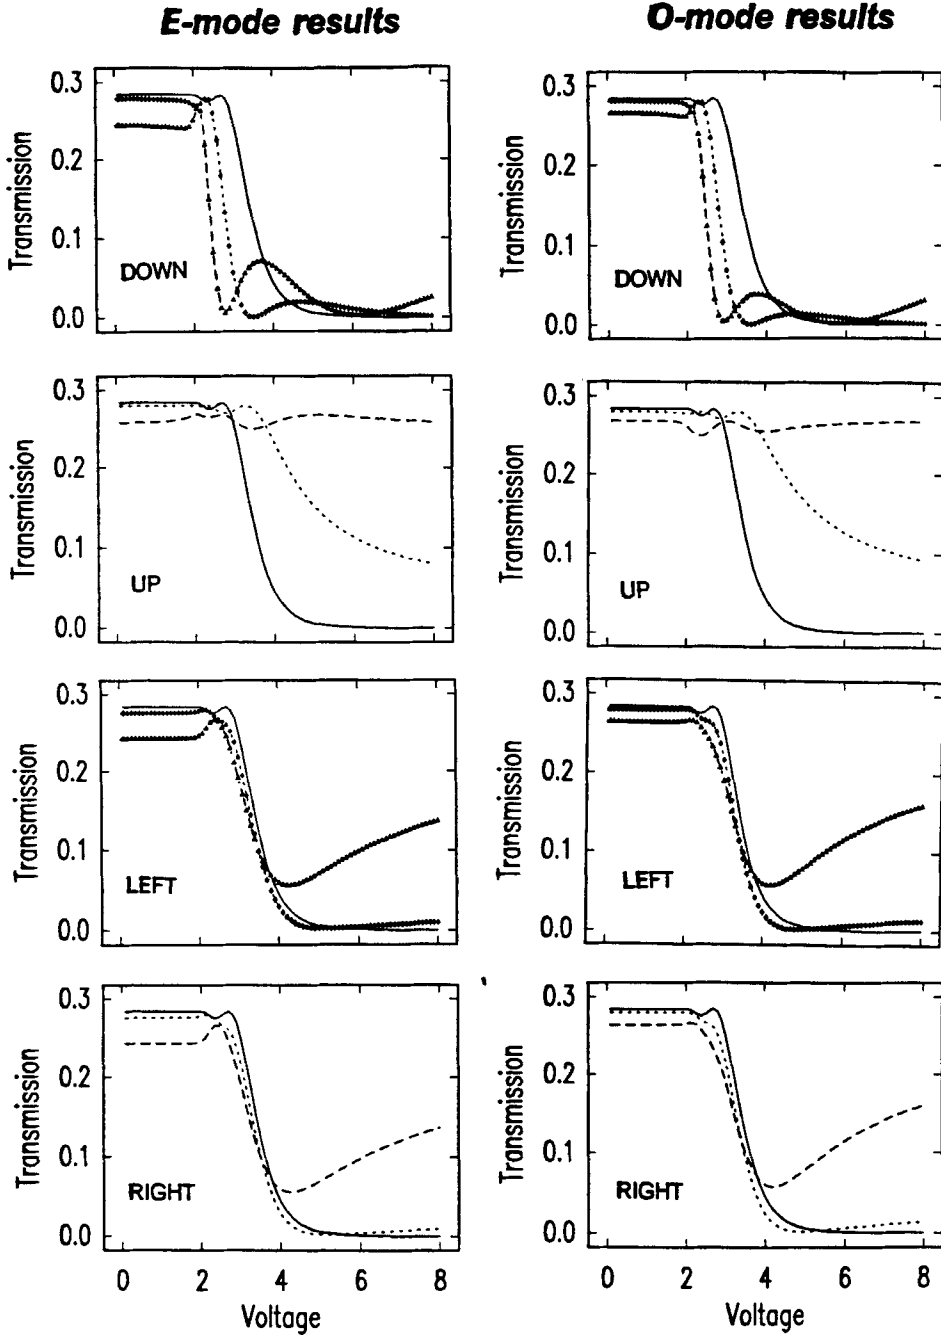 E-mode results
O-mode results
0.3
0.2
0.1
0.0
Transmission
DOWN
0.3
0.2
0.1
0.0
Transmission
DOWN
0.3
0.2
0.1
0.0
Transmission
UP
0.3
0.2
0.1
0.0
Transmission
UP
0.3
0.2
0.1
0.0
Transmission
LEFT
0.3
0.2
0.1
0.0
Transmission
LEFT
0.3
0.2
0.1
0.0
Transmission
RIGHT
0 2 4 6 8
Voltage
0.3
0.2
0.1
0.0
Transmission
RIGHT
0 2 4 6 8
Voltage